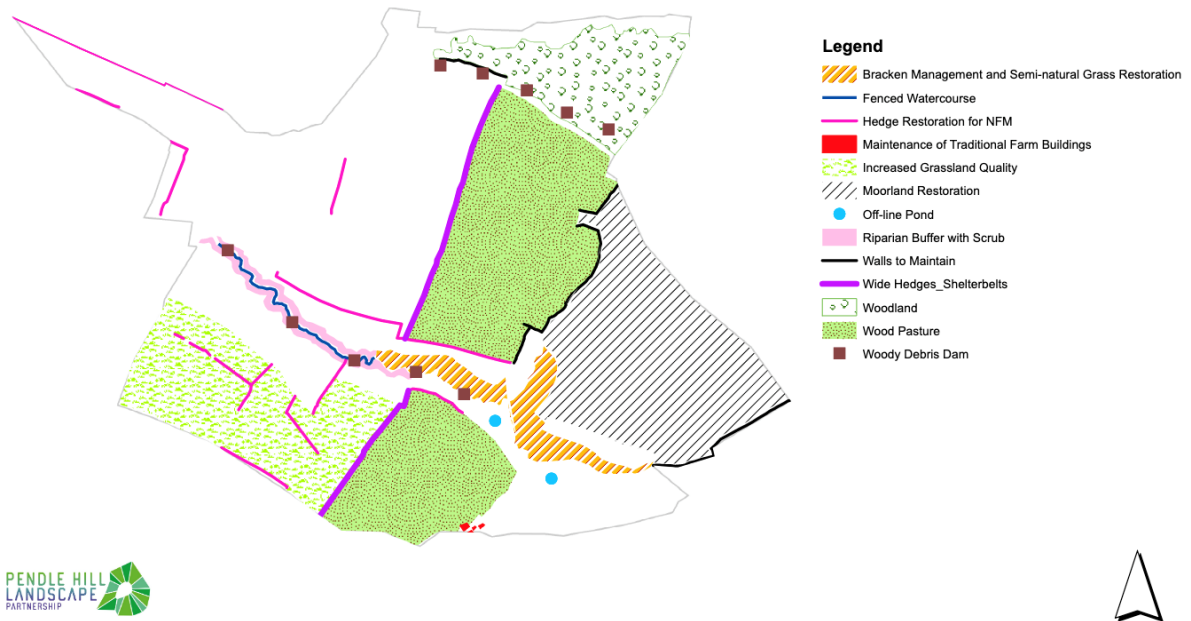 Legend
Bracken Management and Semi-natural Grass Restoration
Fenced Watercourse
Hedge Restoration for NFM
Maintenance of Traditional Farm Buildings
Increased Grassland Quality
Moorland Restoration
Off-line Pond
Riparian Buffer with Scrub
Walls to Maintain
Wide Hedges_Shelterbelts
Woodland
Wood Pasture
Woody Debris Dam
PENDLE HILL
LANDSCAPE
PARTNERSHIP